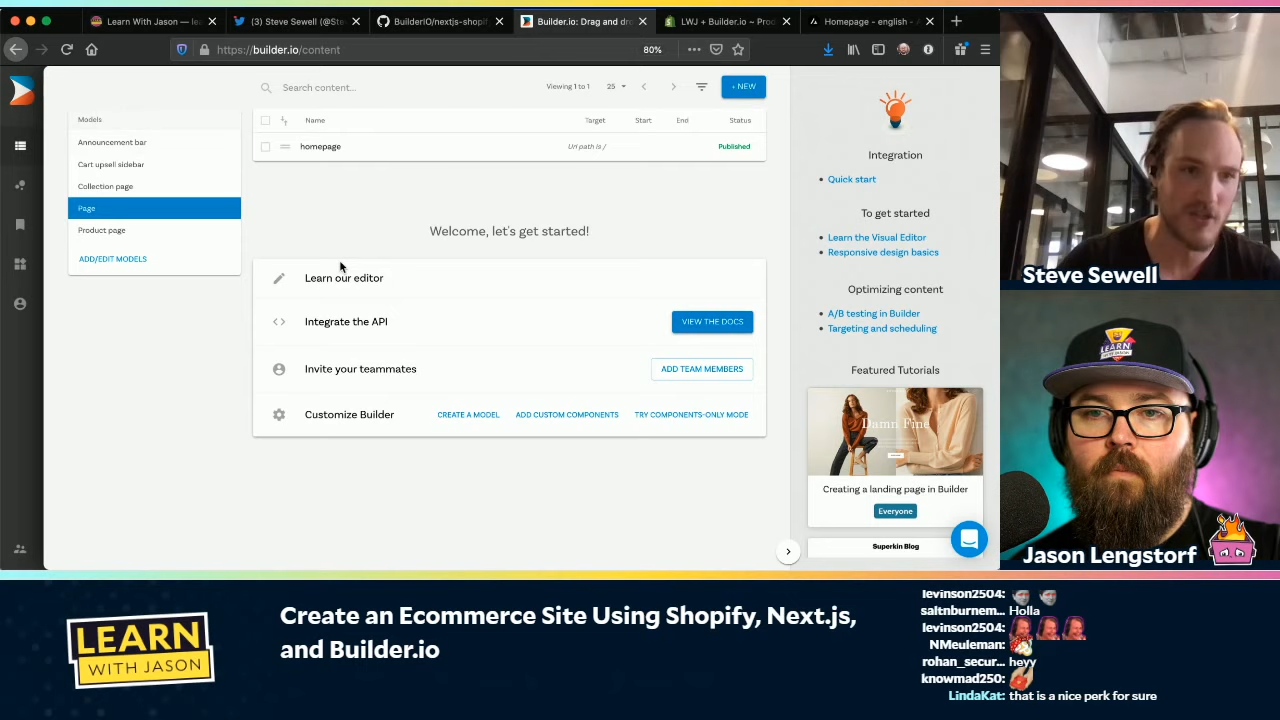 Learn With Jason — le
(3) Steve Sewell (@Ste
BuilderIO/nextjs-shopif
Builder.io: Drag and dr
LWJ + Builder.io ~ Prod
Homepage - english - A
https://builder.io/content
80%
Search content...
Viewing 1 to 1
25
+ NEW
Models
Announcement bar
Cart upsell sidebar
Collection page
Page
Product page
ADD/EDIT MODELS
Name
Target
Start
End
Status
homepage
Url path is /
Published
Welcome, let's get started!
Learn our editor
Integrate the API
VIEW THE DOCS
Invite your teammates
ADD TEAM MEMBERS
Customize Builder
CREATE A MODEL
ADD CUSTOM COMPONENTS
TRY COMPONENTS-ONLY MODE
Integration
Quick start
To get started
Learn the Visual Editor
Responsive design basics
Optimizing content
A/B testing in Builder
Targeting and scheduling
Featured Tutorials
Damn Fine
Creating a landing page in Builder
Everyone
Superkin Blog
Steve Sewell
LEARN
Jason Lengstorf
LEARN
WITH JASON
Create an Ecommerce Site Using Shopify, Next.js,
and Builder.io
levinson2504:
saltnburnem... Holla
levinson2504:
NMeuleman:
rohan_secur... heyy
knowmad250:
LindaKat: that is a nice perk for sure